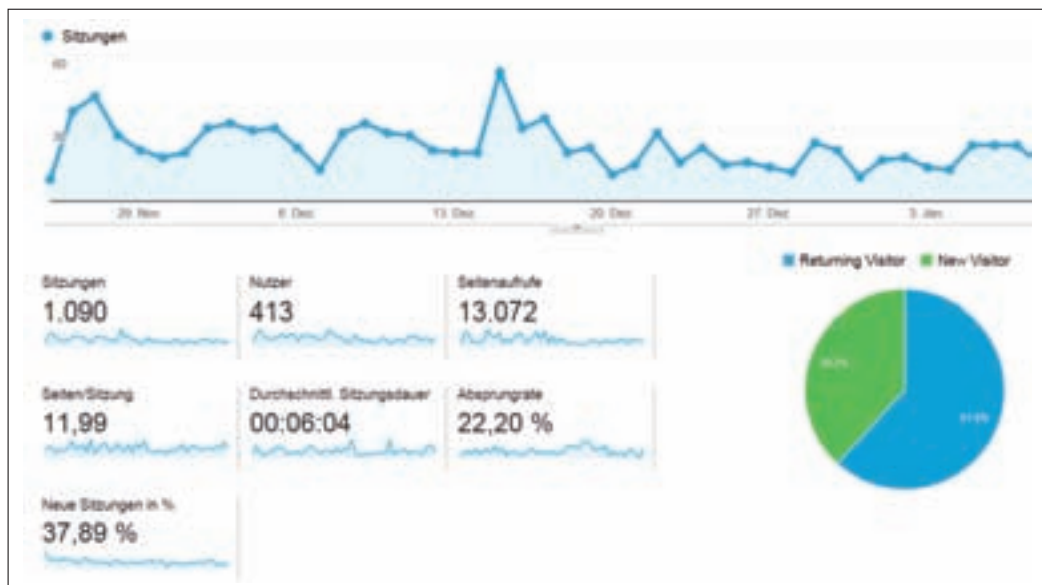 Sitzungen
60
30
29. Nov
6. Dez
13. Dez
20. Dez
27. Dez
3. Jan
Returning Visitor New Visitor
Sitzungen
1.090
Nutzer
413
Seitenaufrufe
13.072
Seiten/Sitzung
11,99
Durchschnittl. Sitzungsdauer
00:06:04
Absprungrate
22,20 %
Neue Sitzungen in %
37,89 %